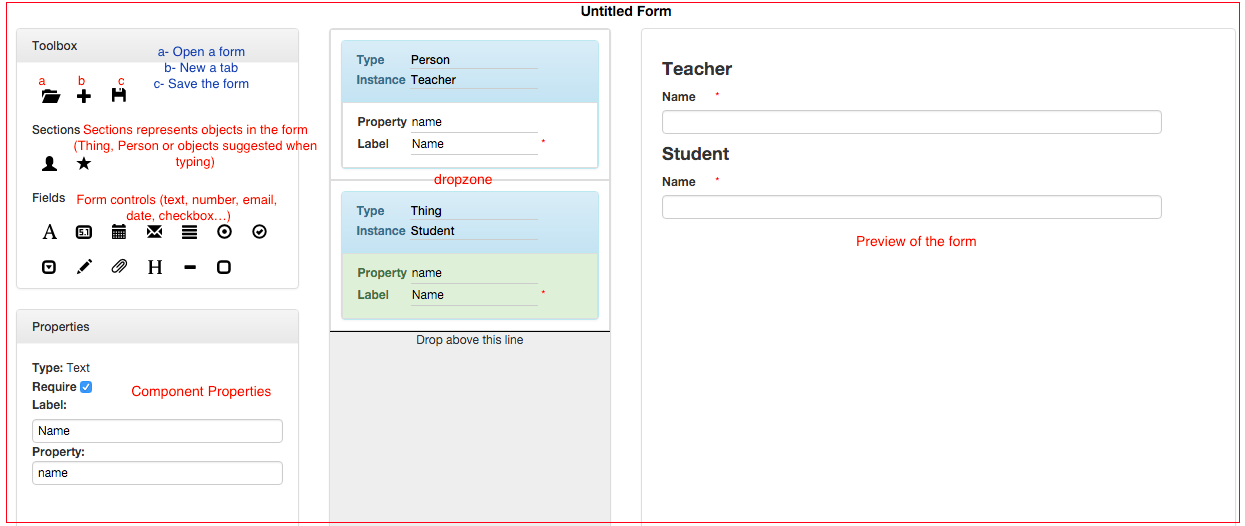 Untitled Form
Toolbox
a- Open a form
b- New a tab
c- Save the form
a b c
Sections Sections represents objects in the form
(Thing, Person or objects suggested when
typing)
Fields Form controls (text, number, email,
date, checkbox…)
A 5.1
H
Properties
Type: Text
Require
Component Properties
Label:
Name
Property:
name
Type Person
Instance Teacher
Property name
Label Name *
dropzone
Type Thing
Instance Student
Property name
Label Name *
Drop above this line
Teacher
Name *
Student
Name *
Preview of the form